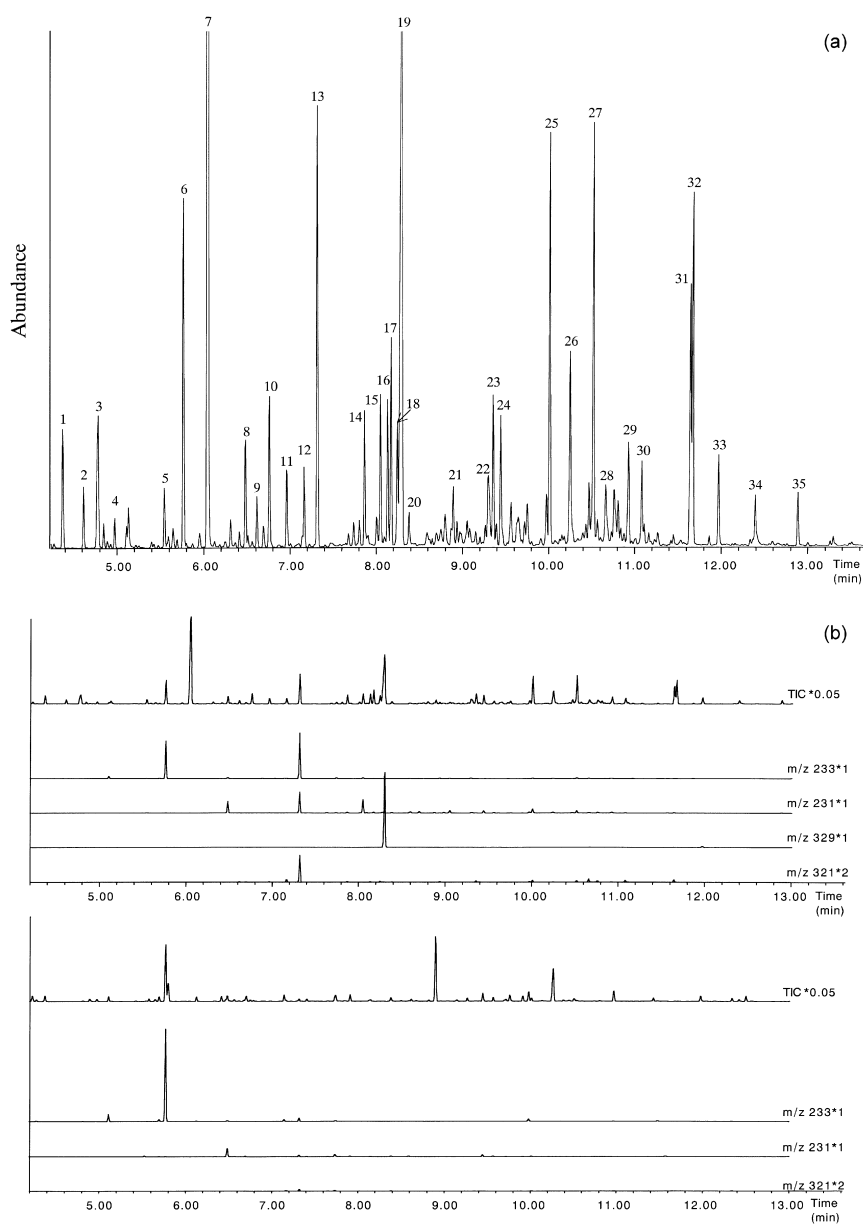 (a)
Abundance
7
19
13
25
27
6
32
31
17
26
10
23
16
15
24
1
3
14
18
8
29
12
11
22
21
30
33
2
5
9
28
34
35
4
20
5.00 6.00 7.00 8.00 9.00 10.00 11.00 12.00 13.00 Time
(min)
(b)
TIC *0.05
m/z 233*1
m/z 231*1
m/z 329*1
m/z 321*2
5.00 6.00 7.00 8.00 9.00 10.00 11.00 12.00 13.00 Time
(min)
TIC *0.05
m/z 233*1
m/z 231*1
m/z 321*2
5.00 6.00 7.00 8.00 9.00 10.00 11.00 12.00 13.00 Time
(min)